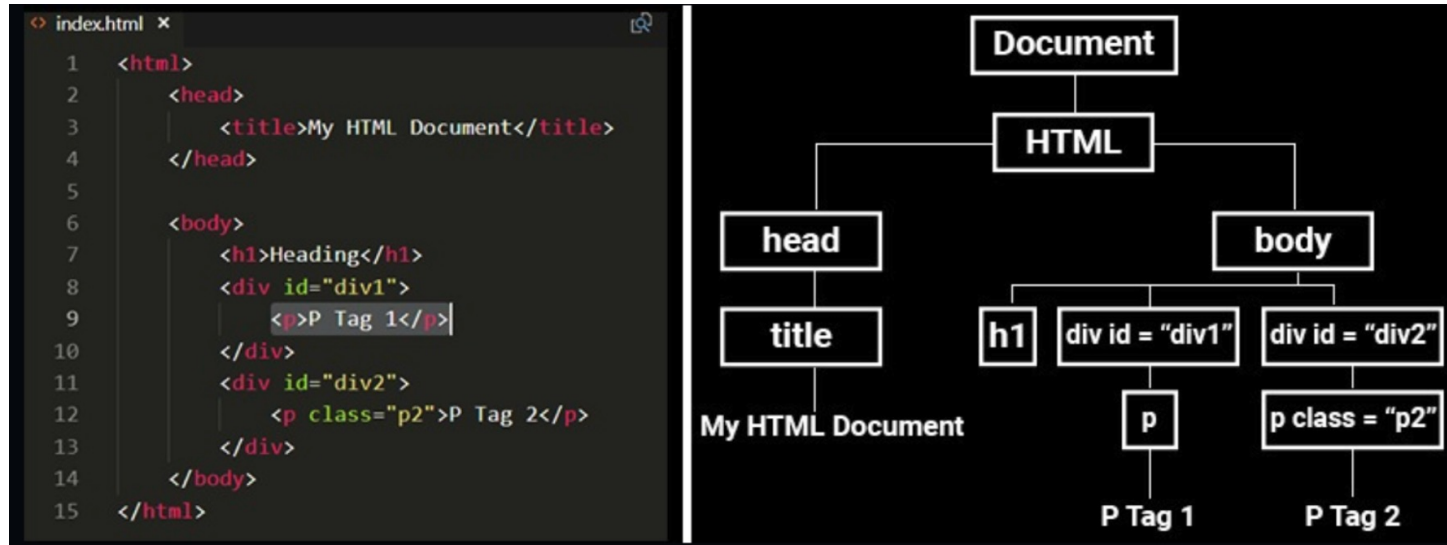 index.html ×
1 <html>
2 <head>
3 <title>My HTML Document</title>
4 </head>
5
6 <body>
7 <h1>Heading</h1>
8 <div id="div1">
9 <p>P Tag 1</p>
10 </div>
11 <div id="div2">
12 <p class="p2">P Tag 2</p>
13 </div>
14 </body>
15 </html>
Document
HTML
head body
title h1 div id = “div1” div id = “div2”
My HTML Document p p class = “p2”
P Tag 1 P Tag 2